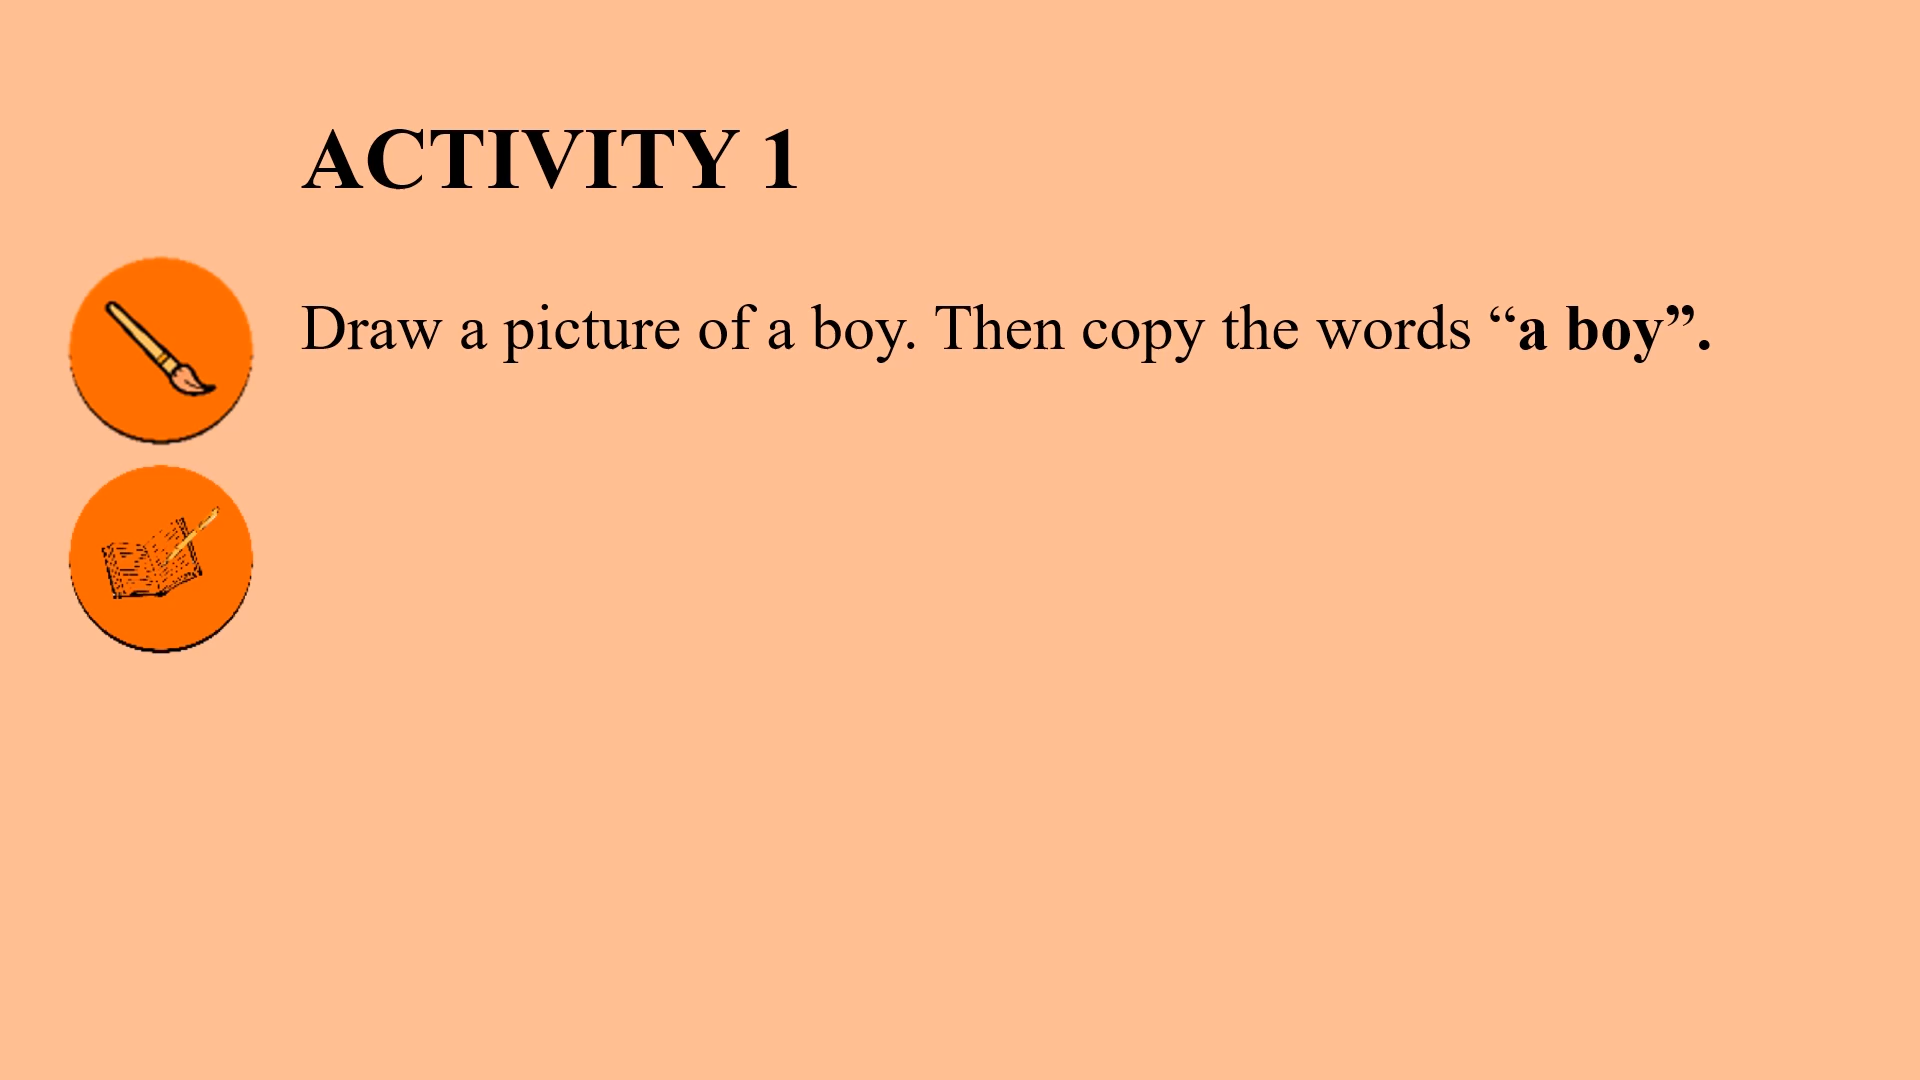 ACTIVITY 1
Draw a picture of a boy. Then copy the words “a boy”.